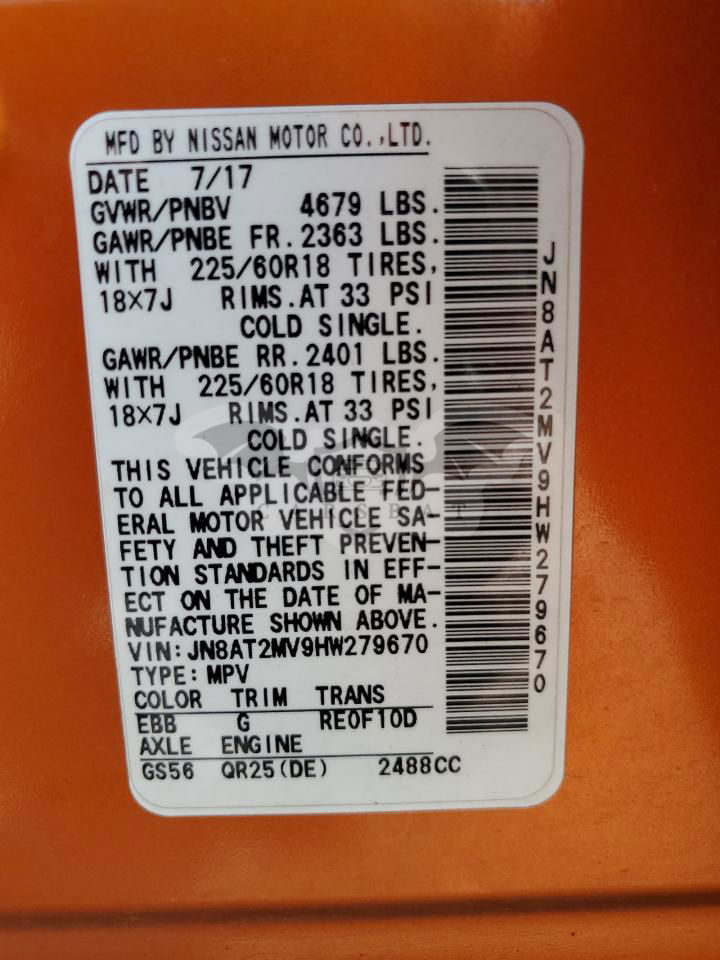 MFD BY NISSAN MOTOR CO.,LTD.
DATE 7/17
GVWR/PNBV 4679 LBS.
GAWR/PNBE FR.2363 LBS.
WITH 225/60R18 TIRES,
18×7J RIMS.AT 33 PSI
COLD SINGLE.
GAWR/PNBE RR.2401 LBS.
WITH 225/60R18 TIRES,
18×7J RIMS.AT 33 PSI
COLD SINGLE.
THIS VEHICLE CONFORMS
TO ALL APPLICABLE FED-
ERAL MOTOR VEHICLE SA-
FETY AND THEFT PREVEN-
TION STANDARDS IN EFF-
ECT ON THE DATE OF MA-
NUFACTURE SHOWN ABOVE.
VIN:JN8AT2MV9HW279670
TYPE:MPV
COLOR TRIM TRANS
EBB G RE0F10D
AXLE ENGINE
GS56 QR25(DE) 2488CC
JN8AT2MV9HW279670
CARSBAT